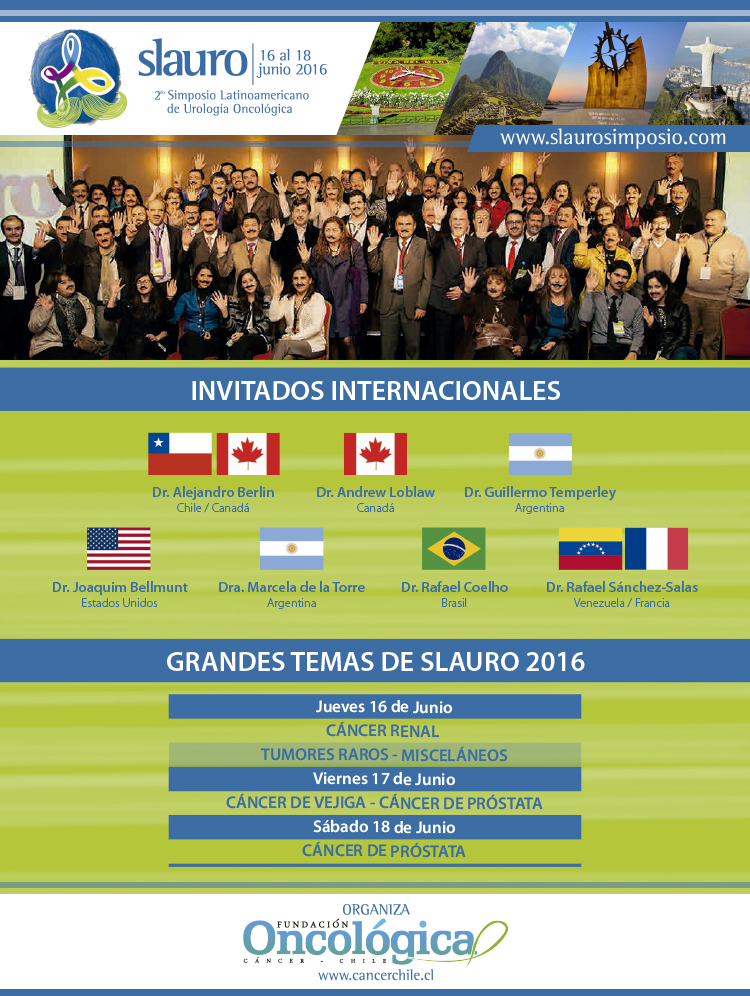 slauro
16 al 18
junio 2016
2do Simposio Latinoamericano
de Urología Oncológica
www.slaurosimposio.com
INVITADOS INTERNACIONALES
Dr. Alejandro Berlín
Chile / Canadá
Dr. Andrew Loblaw
Canadá
Dr. Guillermo Temperley
Argentina
Dr. Joaquim Bellmunt
Estados Unidos
Dra. Marcela de la Torre
Argentina
Dr. Rafael Coelho
Brasil
Dr. Rafael Sánchez-Salas
Venezuela / Francia
GRANDES TEMAS DE SLAURO 2016
Jueves 16 de Junio
CÁNCER RENAL
TUMORES RAROS - MISCELÁNEOS
Viernes 17 de Junio
CÁNCER DE VEJIGA - CÁNCER DE PRÓSTATA
Sábado 18 de Junio
CÁNCER DE PRÓSTATA
ORGANIZA
FUNDACIÓN
Oncológica
CÁNCER - CHILE
www.cancerchile.cl